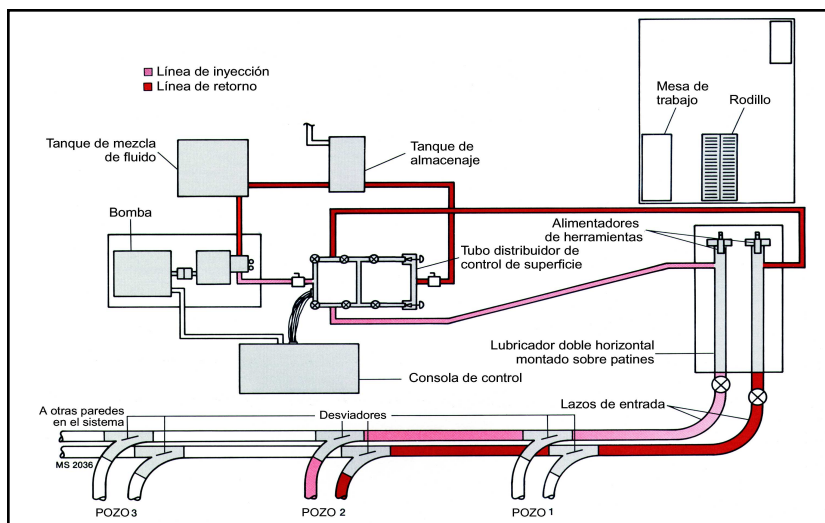 Línea de inyección
Línea de retorno
Mesa de
trabajo
Rodillo
Tanque de mezcla
de fluido
Tanque de
almacenaje
Bomba
Alimentadores
de herramientas
Tubo distribuidor de
control de superficie
Lubricador doble horizontal
montado sobre patines
Consola de control
Lazos de entrada
A otras paredes
en el sistema
Desviadores
MS 2036
POZO 3
POZO 2
POZO 1